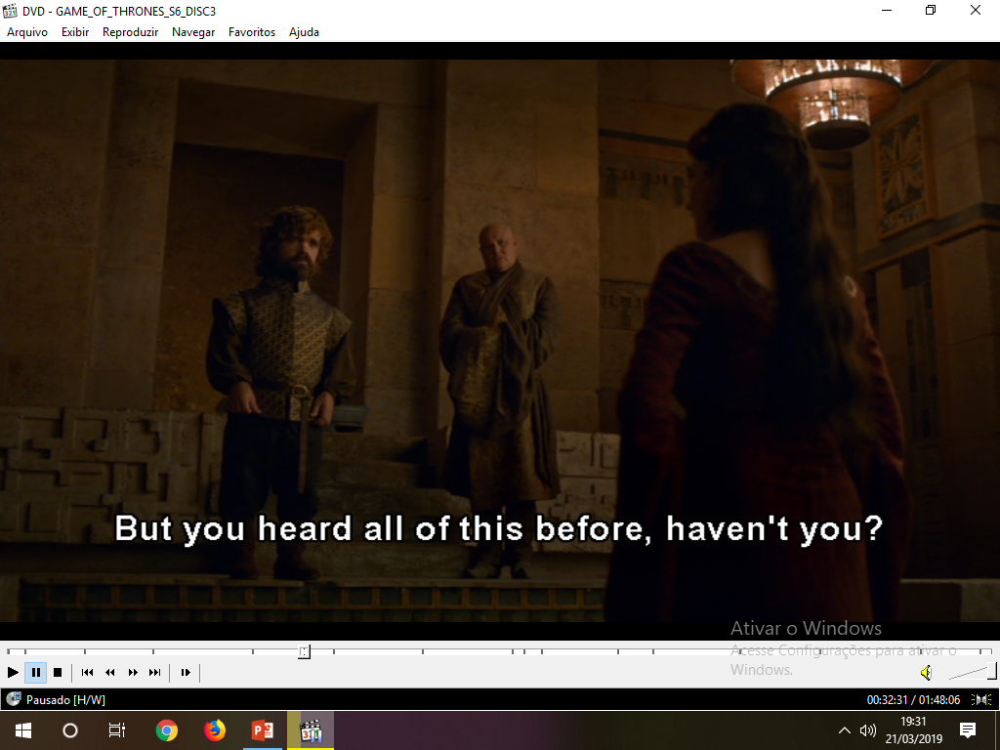 DVD - GAME_OF_THRONES_S6_DISC3
Arquivo Exibir Reproduzir Navegar Favoritos Ajuda
But you heard all of this before, haven't you?
Ativar o Windows
Acesse Configurações para ativar o
Windows.
Pausado [H/W]
00:32:31 / 01:48:06
19:31
21/03/2019